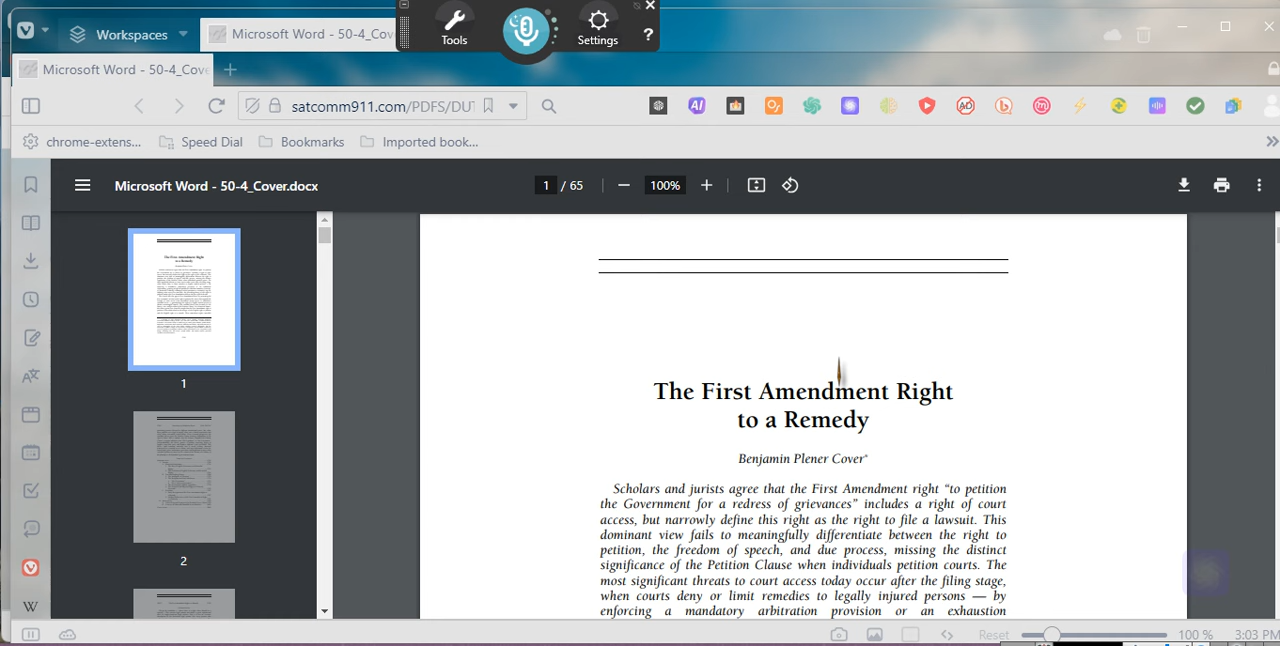 Workspaces
Microsoft Word - 50-4_Cov
Tools
Settings
?
Microsoft Word - 50-4_Cove
satcomm911.com/PDFS/DU
chrome-extens...
Speed Dial
Bookmarks
Imported book...
Microsoft Word - 50-4_Cover.docx
1 / 65
100%
1
2
The First Amendment Right
to a Remedy
Benjamin Plener Cover*
Scholars and jurists agree that the First Amendment right “to petition
the Government for a redress of grievances” includes a right of court
access, but narrowly define this right as the right to file a lawsuit. This
dominant view fails to meaningfully differentiate between the right to
petition, the freedom of speech, and due process, missing the distinct
significance of the Petition Clause when individuals petition courts. The
most significant threats to court access today occur after the filing stage,
when courts deny or limit remedies to legally injured persons — by
enforcing a mandatory arbitration provision or an exhaustion
Reset
100 %
3:03 PM